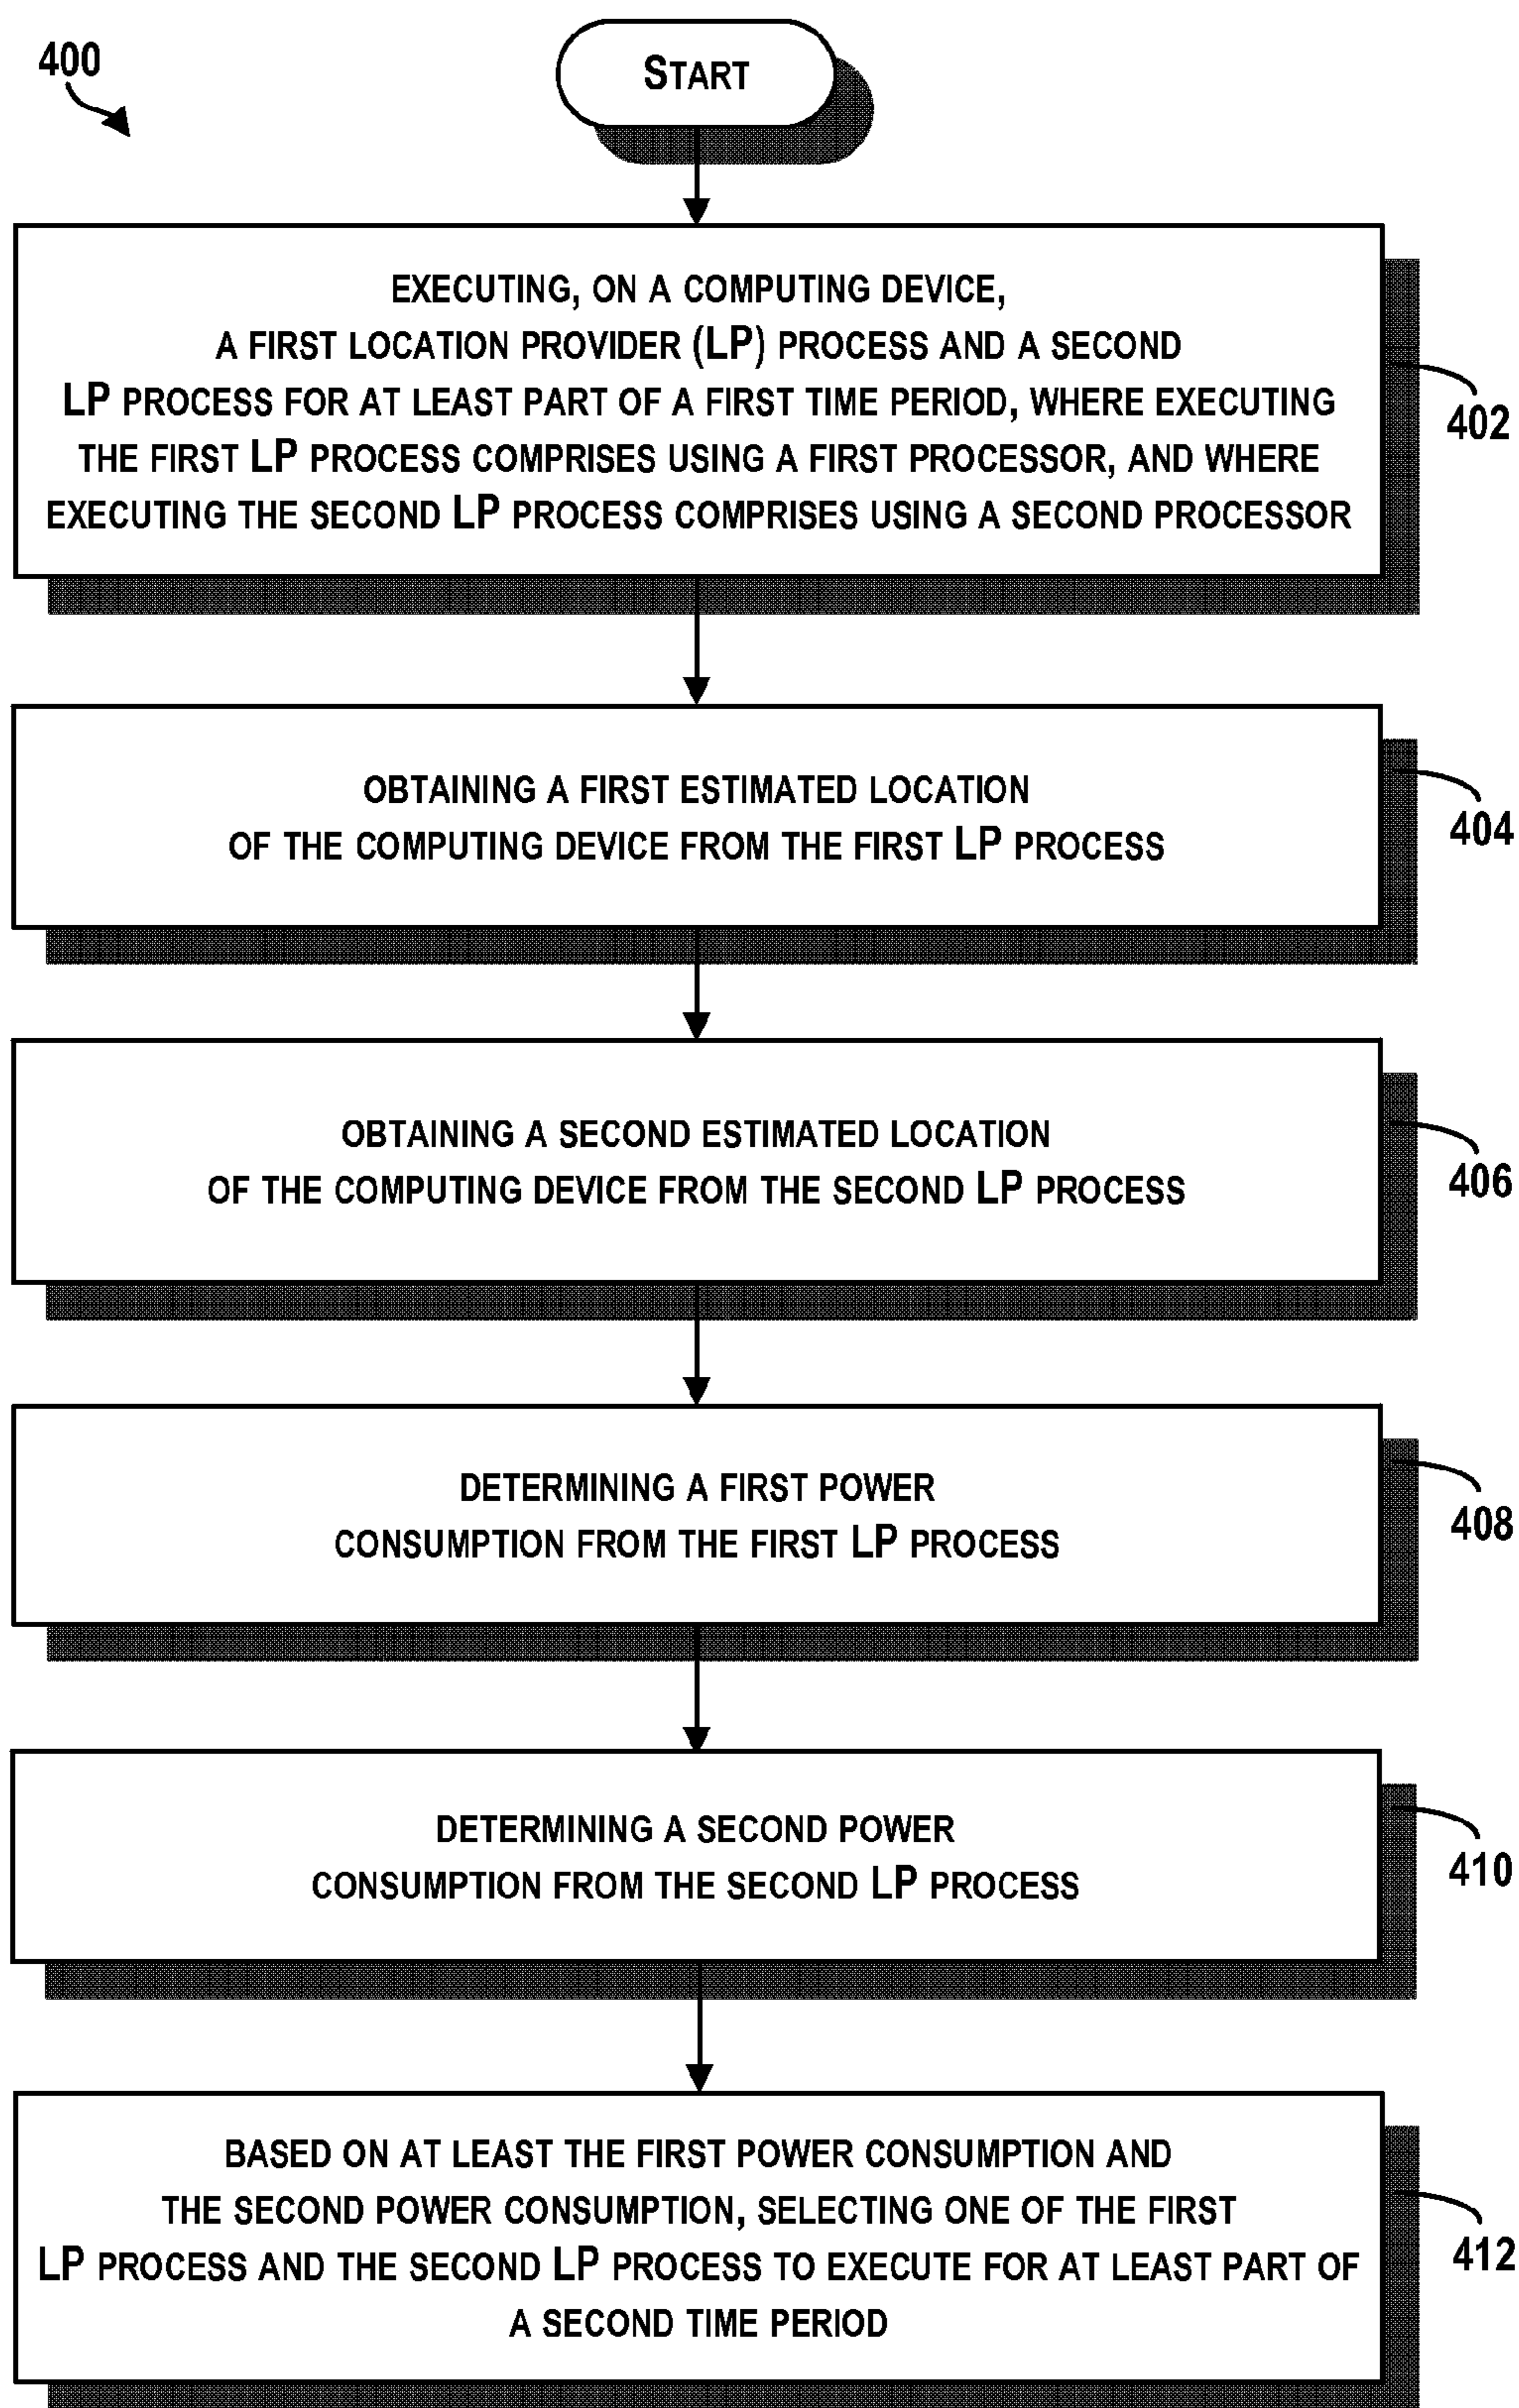 400
START
EXECUTING, ON A COMPUTING DEVICE,
A FIRST LOCATION PROVIDER (LP) PROCESS AND A SECOND
LP PROCESS FOR AT LEAST PART OF A FIRST TIME PERIOD, WHERE EXECUTING
THE FIRST LP PROCESS COMPRISES USING A FIRST PROCESSOR, AND WHERE
EXECUTING THE SECOND LP PROCESS COMPRISES USING A SECOND PROCESSOR
402
OBTAINING A FIRST ESTIMATED LOCATION
OF THE COMPUTING DEVICE FROM THE FIRST LP PROCESS
404
OBTAINING A SECOND ESTIMATED LOCATION
OF THE COMPUTING DEVICE FROM THE SECOND LP PROCESS
406
DETERMINING A FIRST POWER
CONSUMPTION FROM THE FIRST LP PROCESS
408
DETERMINING A SECOND POWER
CONSUMPTION FROM THE SECOND LP PROCESS
410
BASED ON AT LEAST THE FIRST POWER CONSUMPTION AND
THE SECOND POWER CONSUMPTION, SELECTING ONE OF THE FIRST
LP PROCESS AND THE SECOND LP PROCESS TO EXECUTE FOR AT LEAST PART OF
A SECOND TIME PERIOD
412